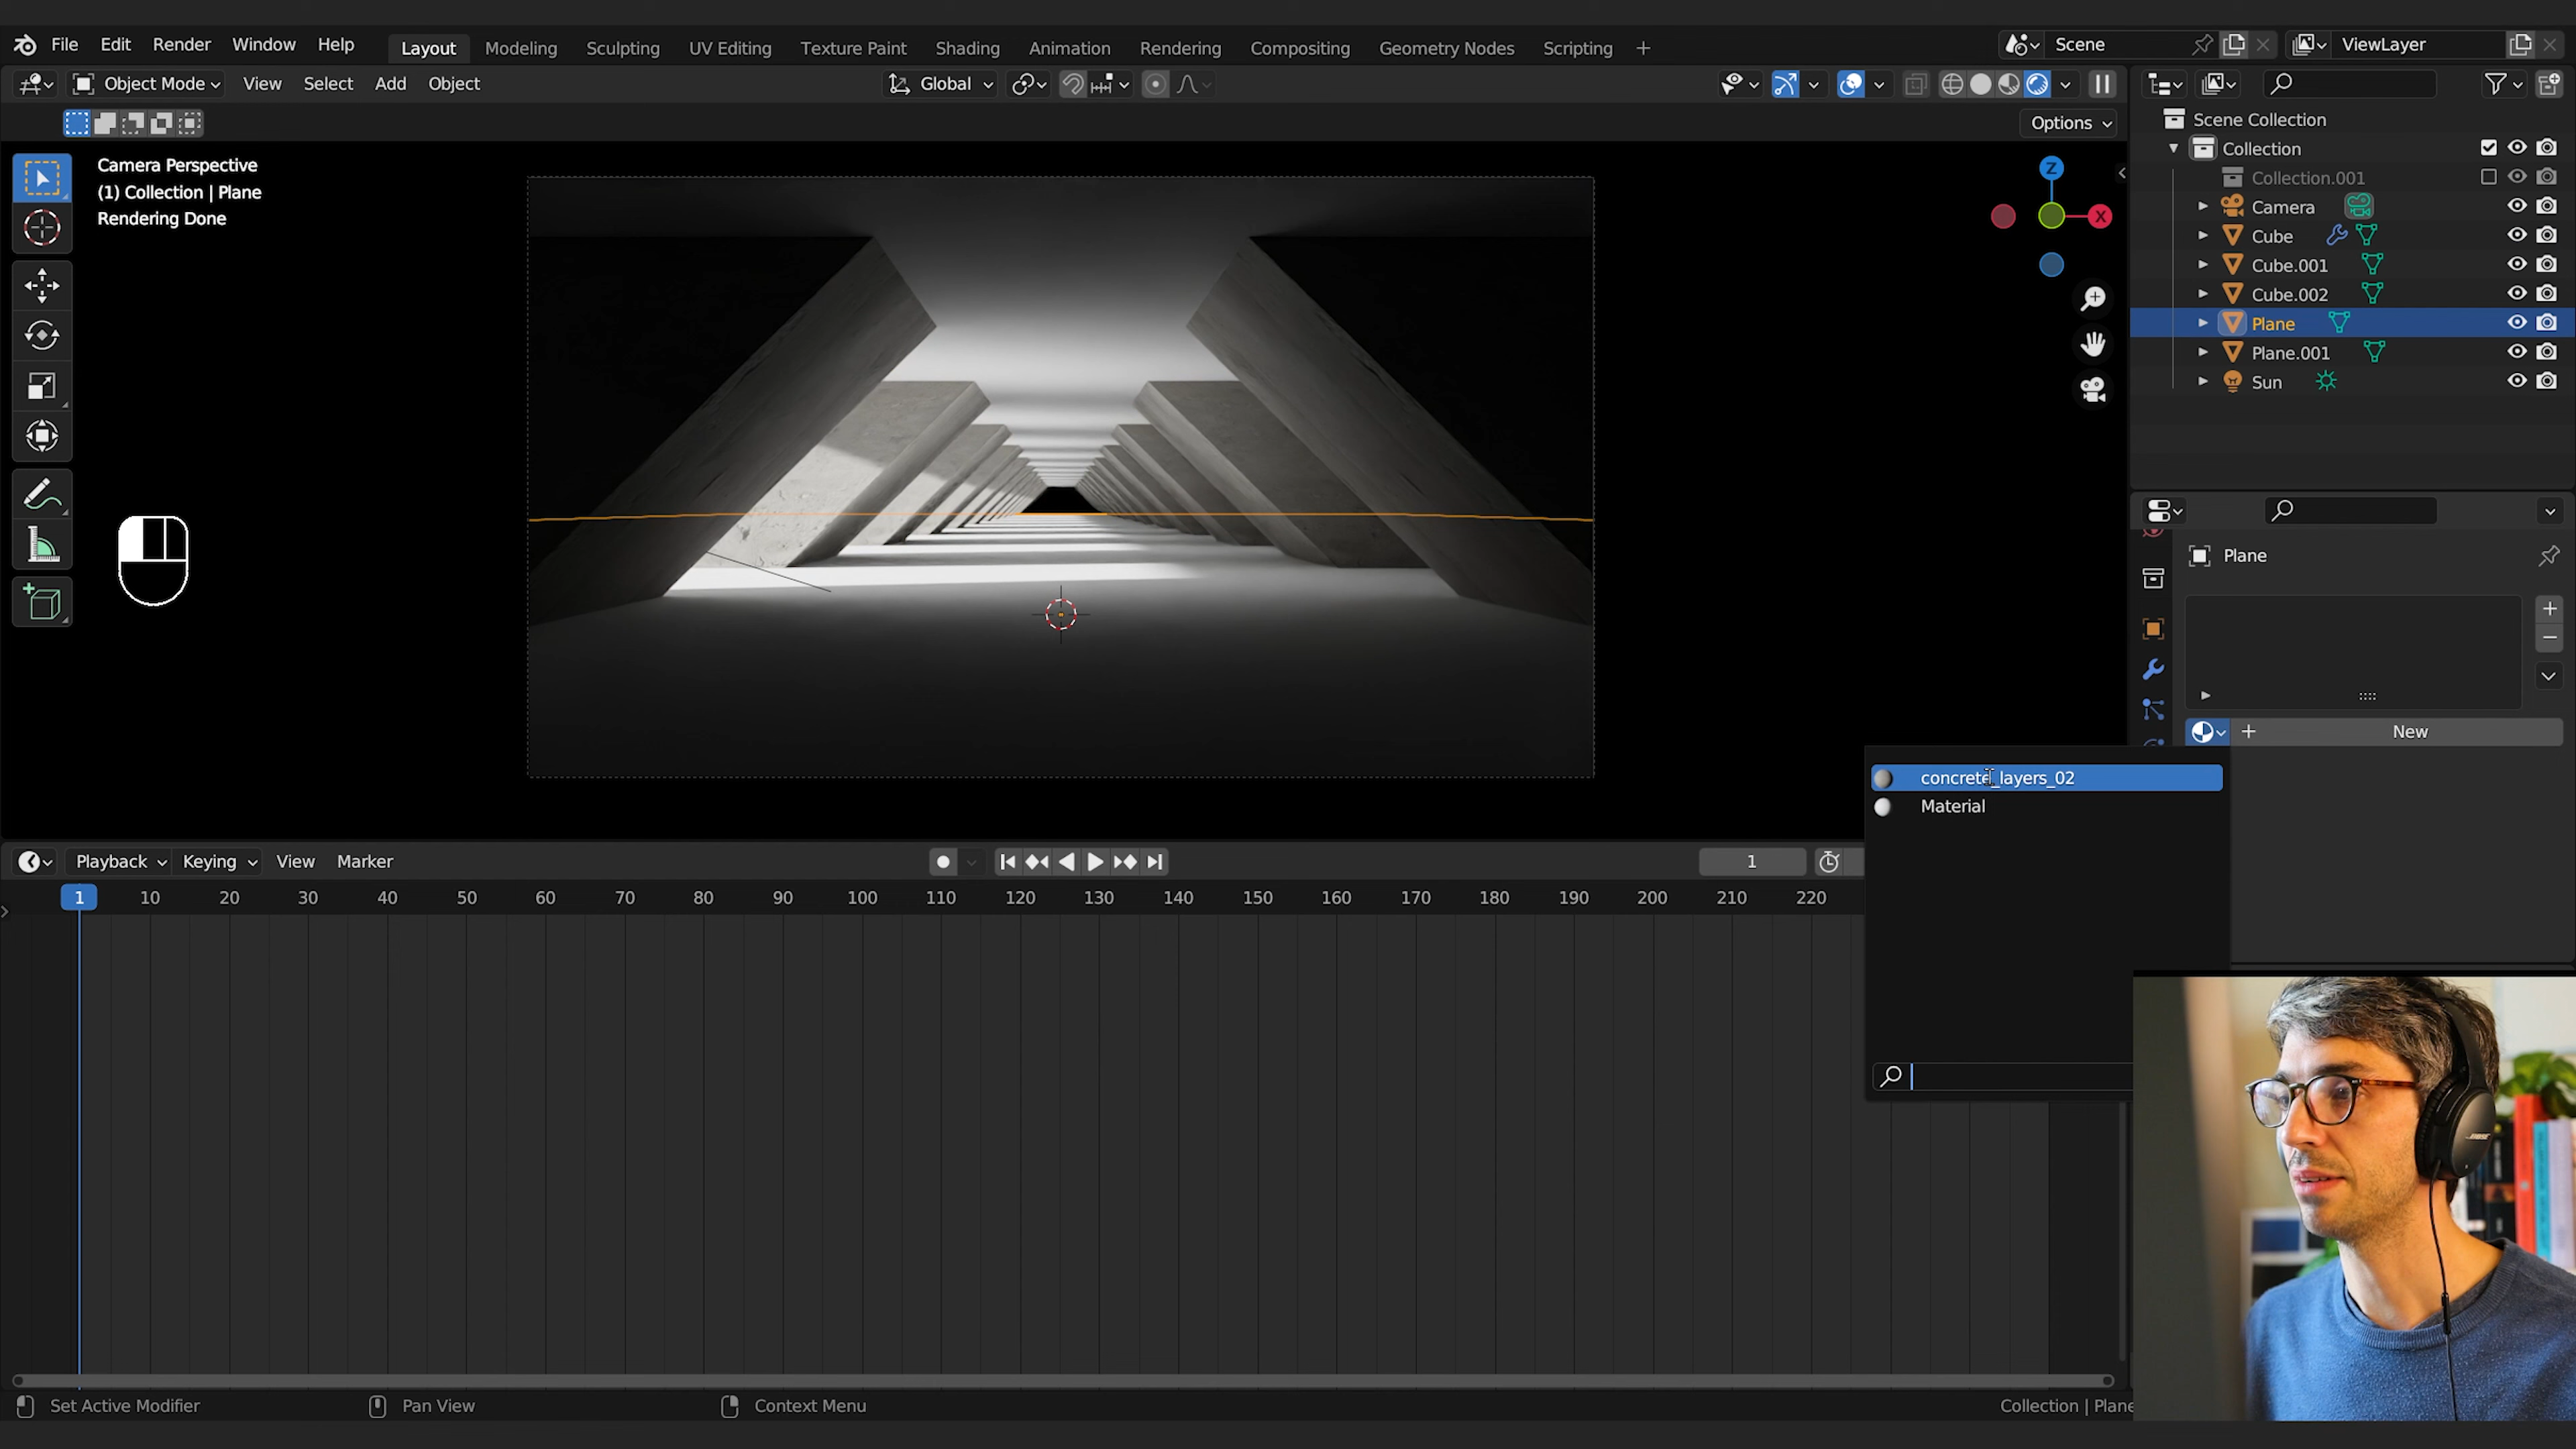 File Edit Render Window Help Layout Modeling Sculpting UV Editing Texture Paint Shading Animation Rendering Compositing Geometry Nodes Scripting + Scene ViewLayer
Object Mode View Select Add Object Global
Options
Camera Perspective
(1) Collection | Plane
Rendering Done
Z
X
Scene Collection
Collection
Collection.001
Camera
Cube
Cube.001
Cube.002
Plane
Plane.001
Sun
Plane
New
concrete_layers_02
Material
Playback Keying View Marker 1
1 10 20 30 40 50 60 70 80 90 100 110 120 130 140 150 160 170 180 190 200 210 220
BOSE
Set Active Modifier Pan View Context Menu Collection | Plane